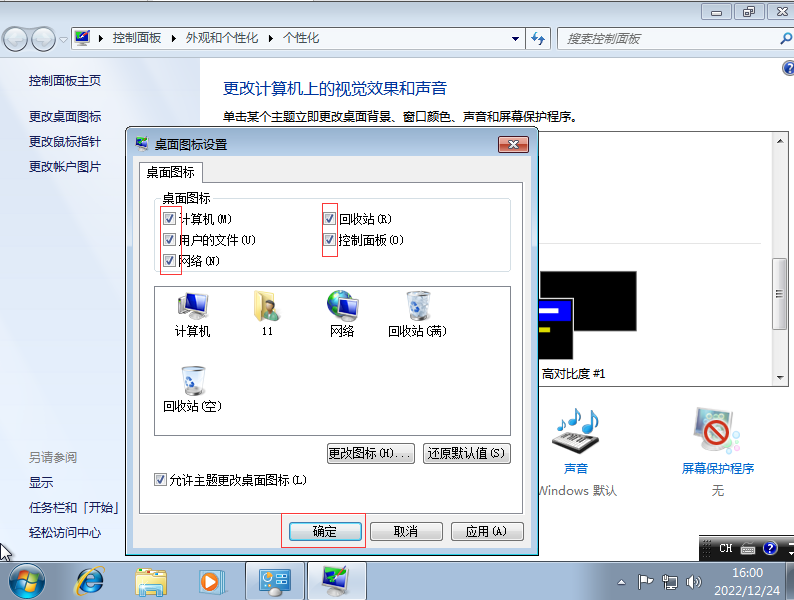 控制面板 外观和个性化 个性化
搜索控制面板
控制面板主页
更改桌面图标
更改鼠标指针
更改帐户图片
更改计算机上的视觉效果和声音
单击某个主题立即更改桌面背景、窗口颜色、声音和屏幕保护程序。
桌面图标设置
桌面图标
桌面图标
计算机(M)
回收站(R)
用户的文件(U)
控制面板(O)
网络(N)
计算机
11
网络
回收站(满)
回收站(空)
更改图标(H)...
还原默认值(S)
允许主题更改桌面图标(L)
确定
取消
应用(A)
高对比度 #1
声音
Windows 默认
屏幕保护程序
无
另请参阅
显示
任务栏和「开始」
轻松访问中心
CH
16:00
2022/12/24